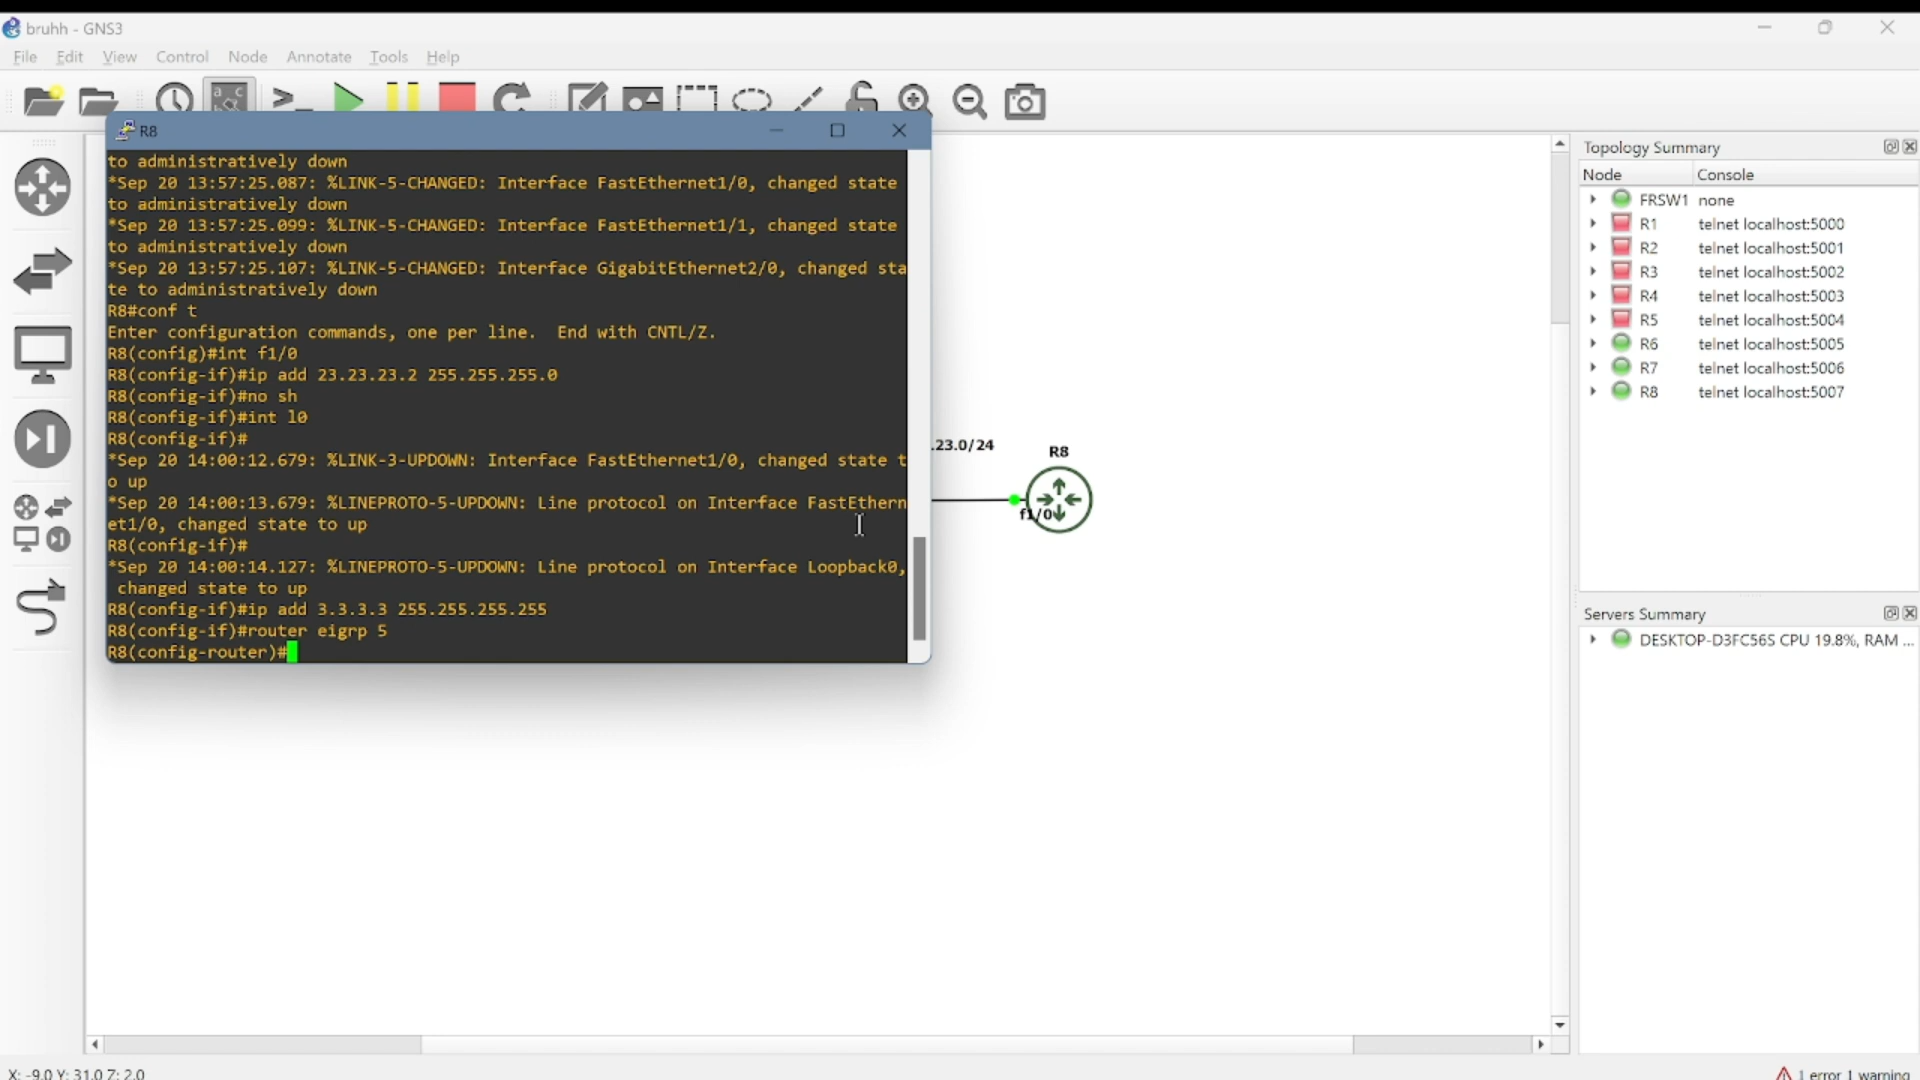 bruhh - GNS3
File Edit View Control Node Annotate Tools Help
R8
to administratively down
*Sep 20 13:57:25.087: %LINK-5-CHANGED: Interface FastEthernet1/0, changed state
to administratively down
*Sep 20 13:57:25.099: %LINK-5-CHANGED: Interface FastEthernet1/1, changed state
to administratively down
*Sep 20 13:57:25.107: %LINK-5-CHANGED: Interface GigabitEthernet2/0, changed sta
te to administratively down
R8#conf t
Enter configuration commands, one per line.  End with CNTL/Z.
R8(config)#int f1/0
R8(config-if)#ip add 23.23.23.2 255.255.255.0
R8(config-if)#no sh
R8(config-if)#int l0
R8(config-if)#
*Sep 20 14:00:12.679: %LINK-3-UPDOWN: Interface FastEthernet1/0, changed state t
o up
*Sep 20 14:00:13.679: %LINEPROTO-5-UPDOWN: Line protocol on Interface FastEthern
et1/0, changed state to up
R8(config-if)#
*Sep 20 14:00:14.127: %LINEPROTO-5-UPDOWN: Line protocol on Interface Loopback0,
changed state to up
R8(config-if)#ip add 3.3.3.3 255.255.255.255
R8(config-if)#router eigrp 5
R8(config-router)#
.23.0/24
R8
f1/0
Topology Summary
Node Console
FRSW1 none
R1 telnet localhost:5000
R2 telnet localhost:5001
R3 telnet localhost:5002
R4 telnet localhost:5003
R5 telnet localhost:5004
R6 telnet localhost:5005
R7 telnet localhost:5006
R8 telnet localhost:5007
Servers Summary
DESKTOP-D3FC56S CPU 19.8%, RAM ...
X: -9.0 Y: 31.0 Z: 2.0
1 error 1 warning